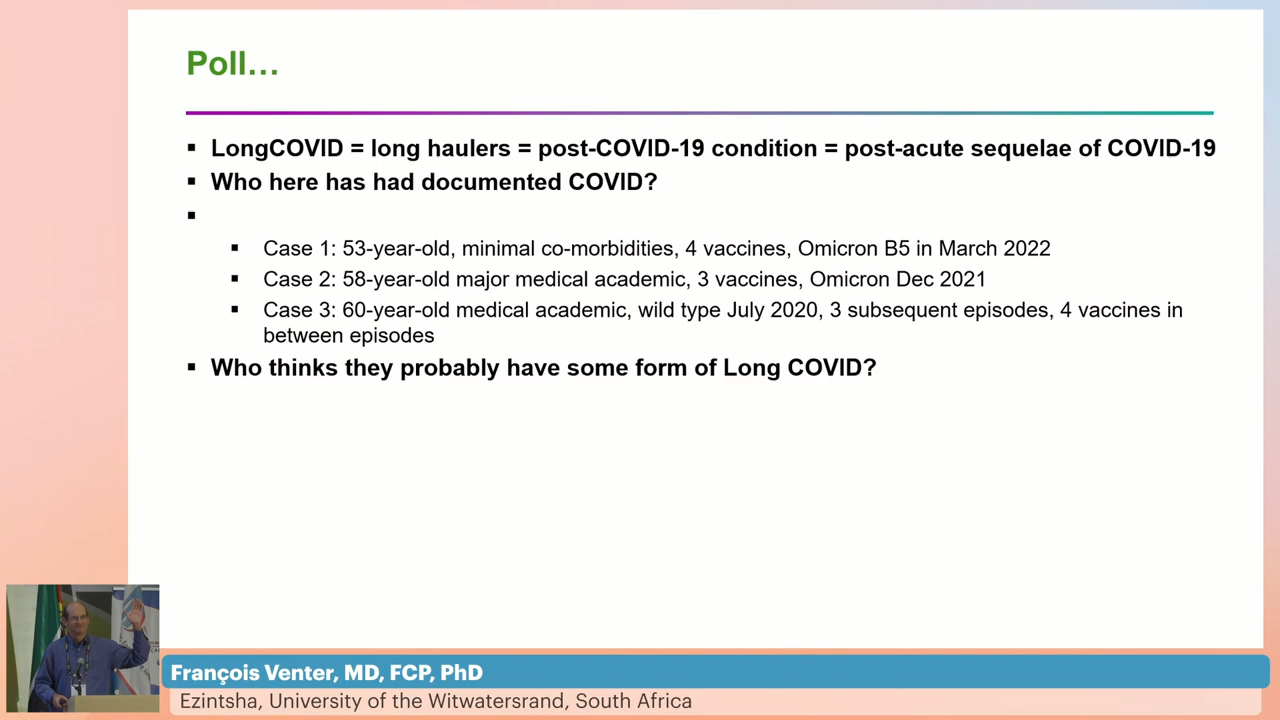 Poll…
LongCOVID = long haulers = post-COVID-19 condition = post-acute sequelae of COVID-19
Who here has had documented COVID?
Case 1: 53-year-old, minimal co-morbidities, 4 vaccines, Omicron B5 in March 2022
Case 2: 58-year-old major medical academic, 3 vaccines, Omicron Dec 2021
Case 3: 60-year-old medical academic, wild type July 2020, 3 subsequent episodes, 4 vaccines in
between episodes
Who thinks they probably have some form of Long COVID?
François Venter, MD, FCP, PhD
Ezintsha, University of the Witwatersrand, South Africa